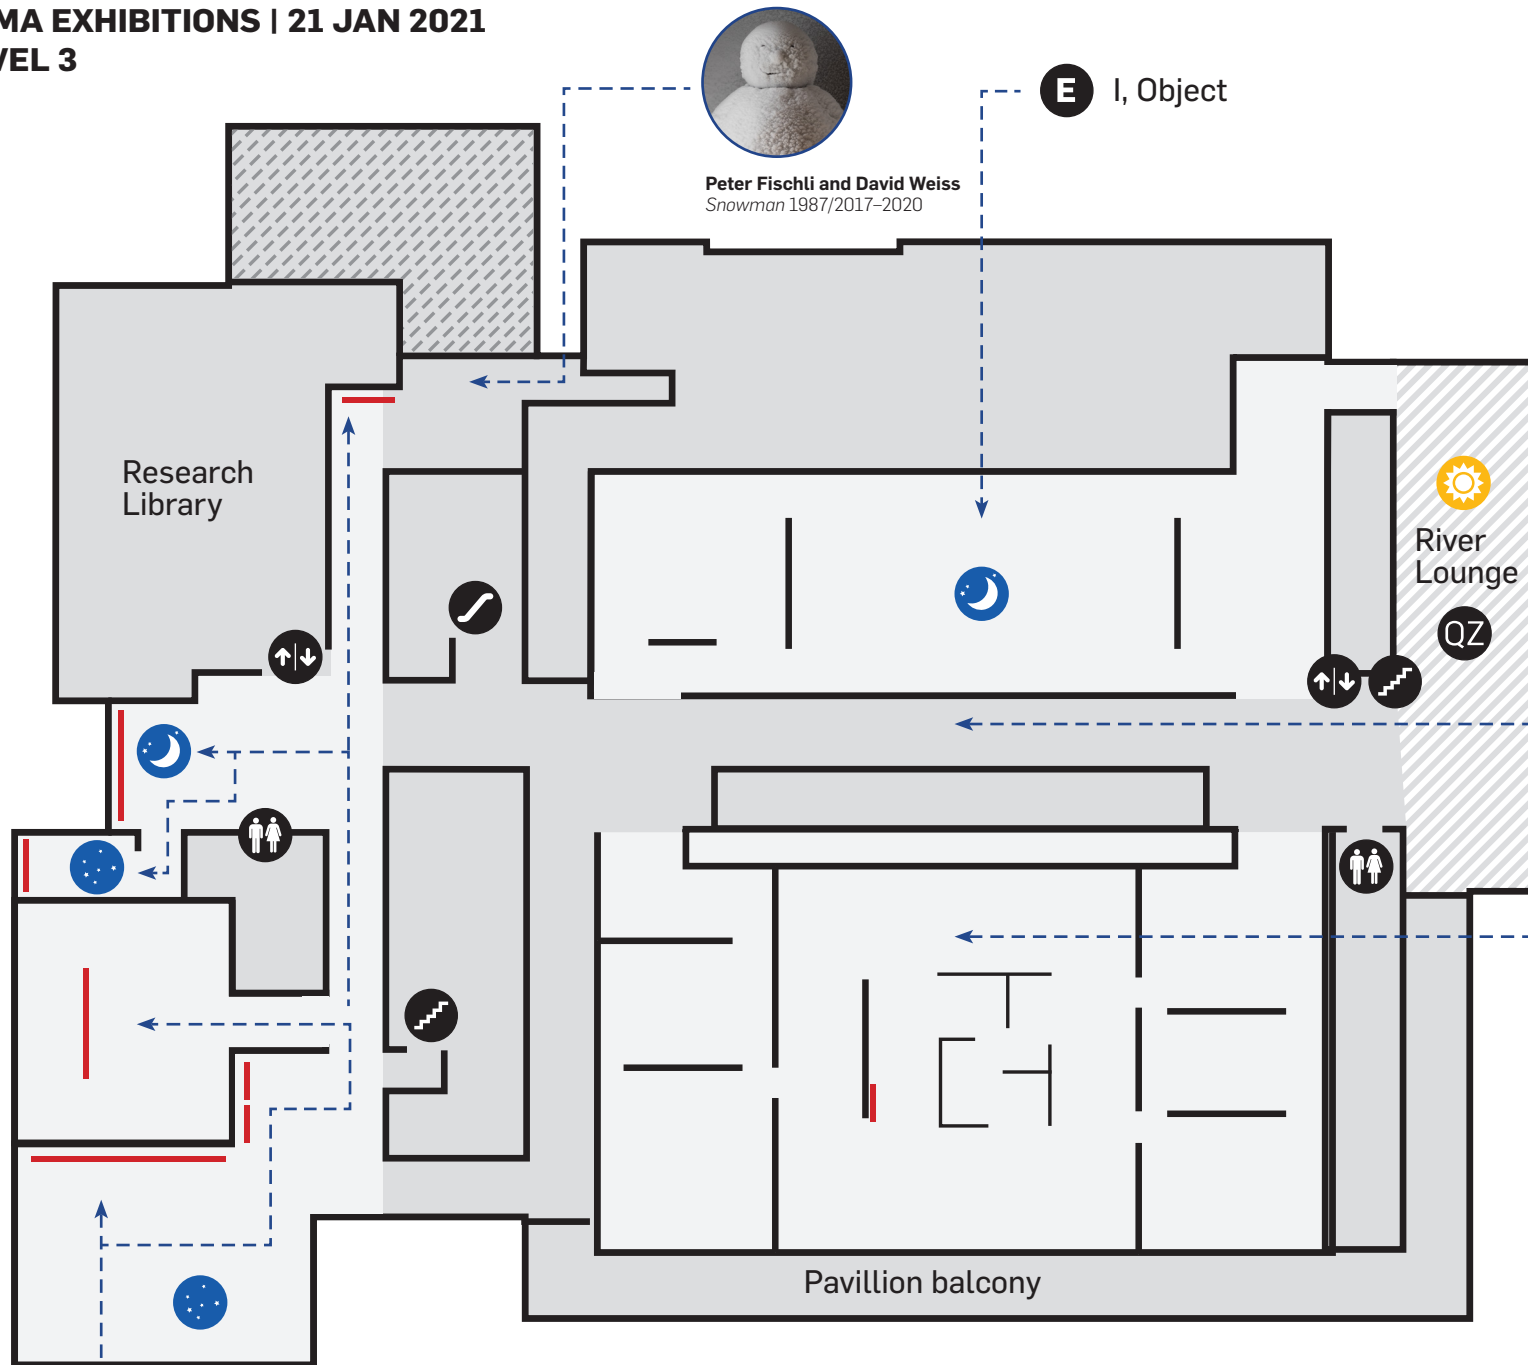 MA EXHIBITIONS | 21 JAN 2021
VEL 3
E
I, Object
Peter Fischli and David Weiss
Snowman 1987/2017–2020
Research
Library
River
Lounge
QZ
Pavillion balcony